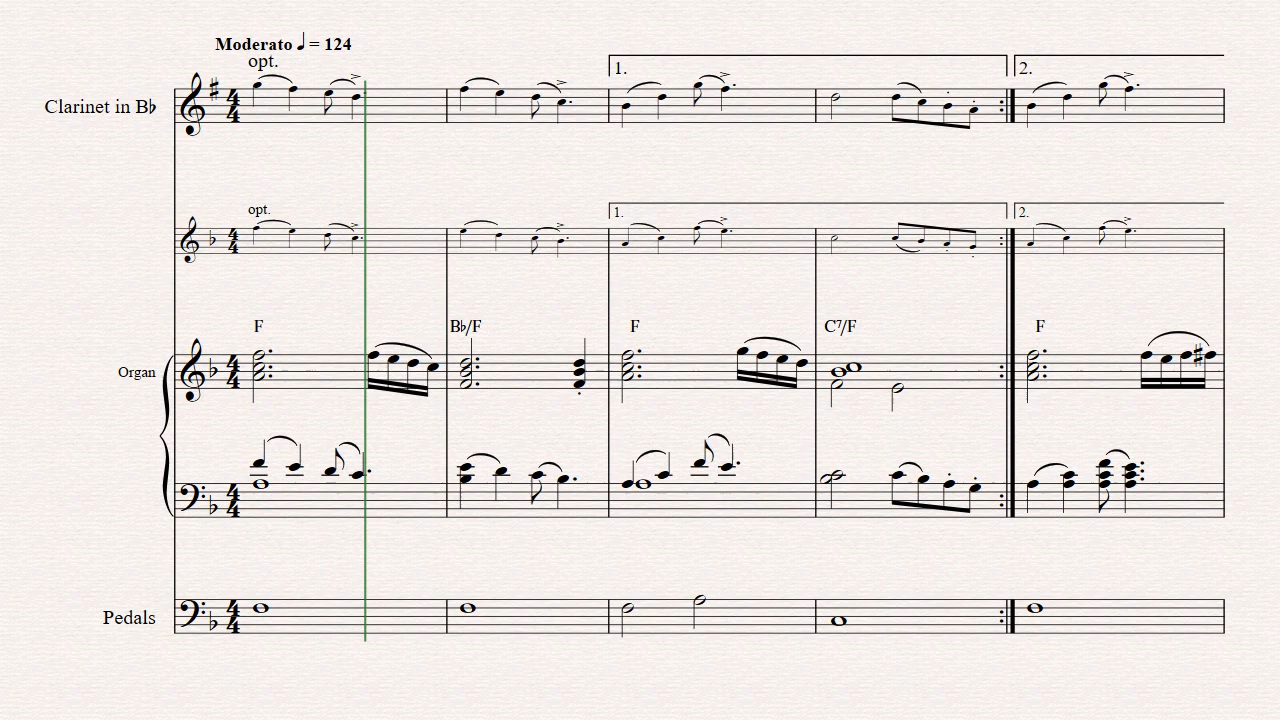 Moderato ♩ = 124
opt.
1.
2.
Clarinet in B♭
opt.
1.
2.
F
B♭/F
F
C7/F
F
Organ
Pedals